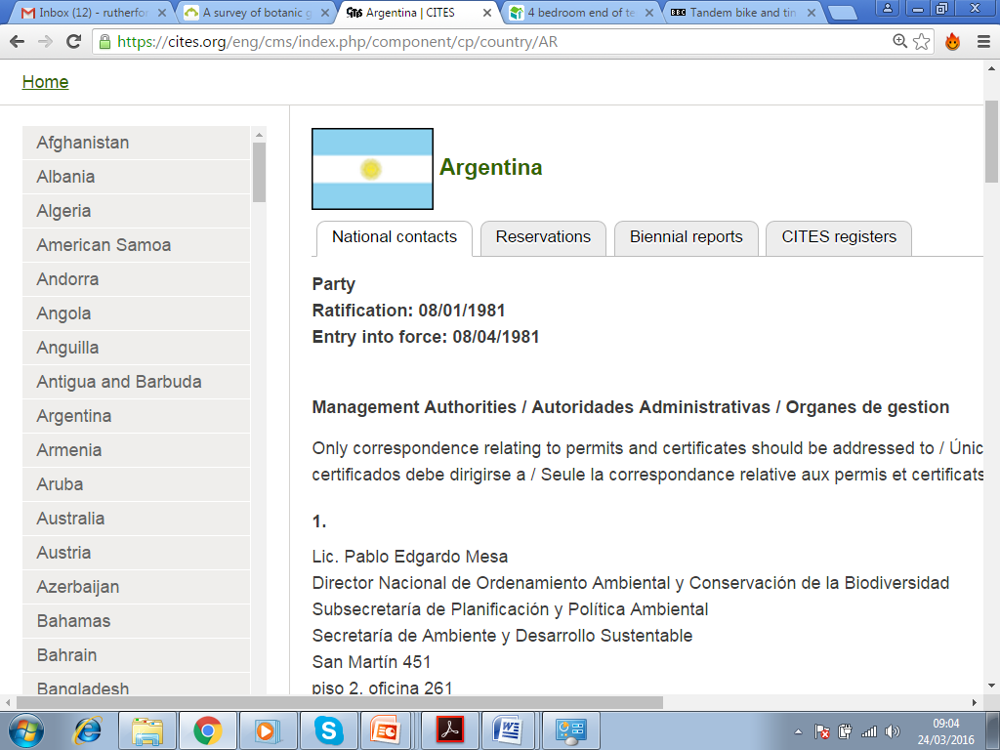 Inbox (12) - rutherfor
A survey of botanic g
CITES Argentina | CITES
4 bedroom end of te
BBC Tandem bike and tin
https://cites.org/eng/cms/index.php/component/cp/country/AR
Home
Afghanistan
Albania
Algeria
American Samoa
Andorra
Angola
Anguilla
Antigua and Barbuda
Argentina
Armenia
Aruba
Australia
Austria
Azerbaijan
Bahamas
Bahrain
Bangladesh
Argentina
National contacts
Reservations
Biennial reports
CITES registers
Party
Ratification: 08/01/1981
Entry into force: 08/04/1981
Management Authorities / Autoridades Administrativas / Organes de gestion
Only correspondence relating to permits and certificates should be addressed to / Únic
certificados debe dirigirse a / Seule la correspondance relative aux permis et certificats
1.
Lic. Pablo Edgardo Mesa
Director Nacional de Ordenamiento Ambiental y Conservación de la Biodiversidad
Subsecretaría de Planificación y Política Ambiental
Secretaría de Ambiente y Desarrollo Sustentable
San Martín 451
piso 2, oficina 261
09:04
24/03/2016